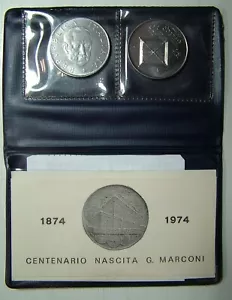 1874 1974
CENTENARIO NASCITA G. MARCONI